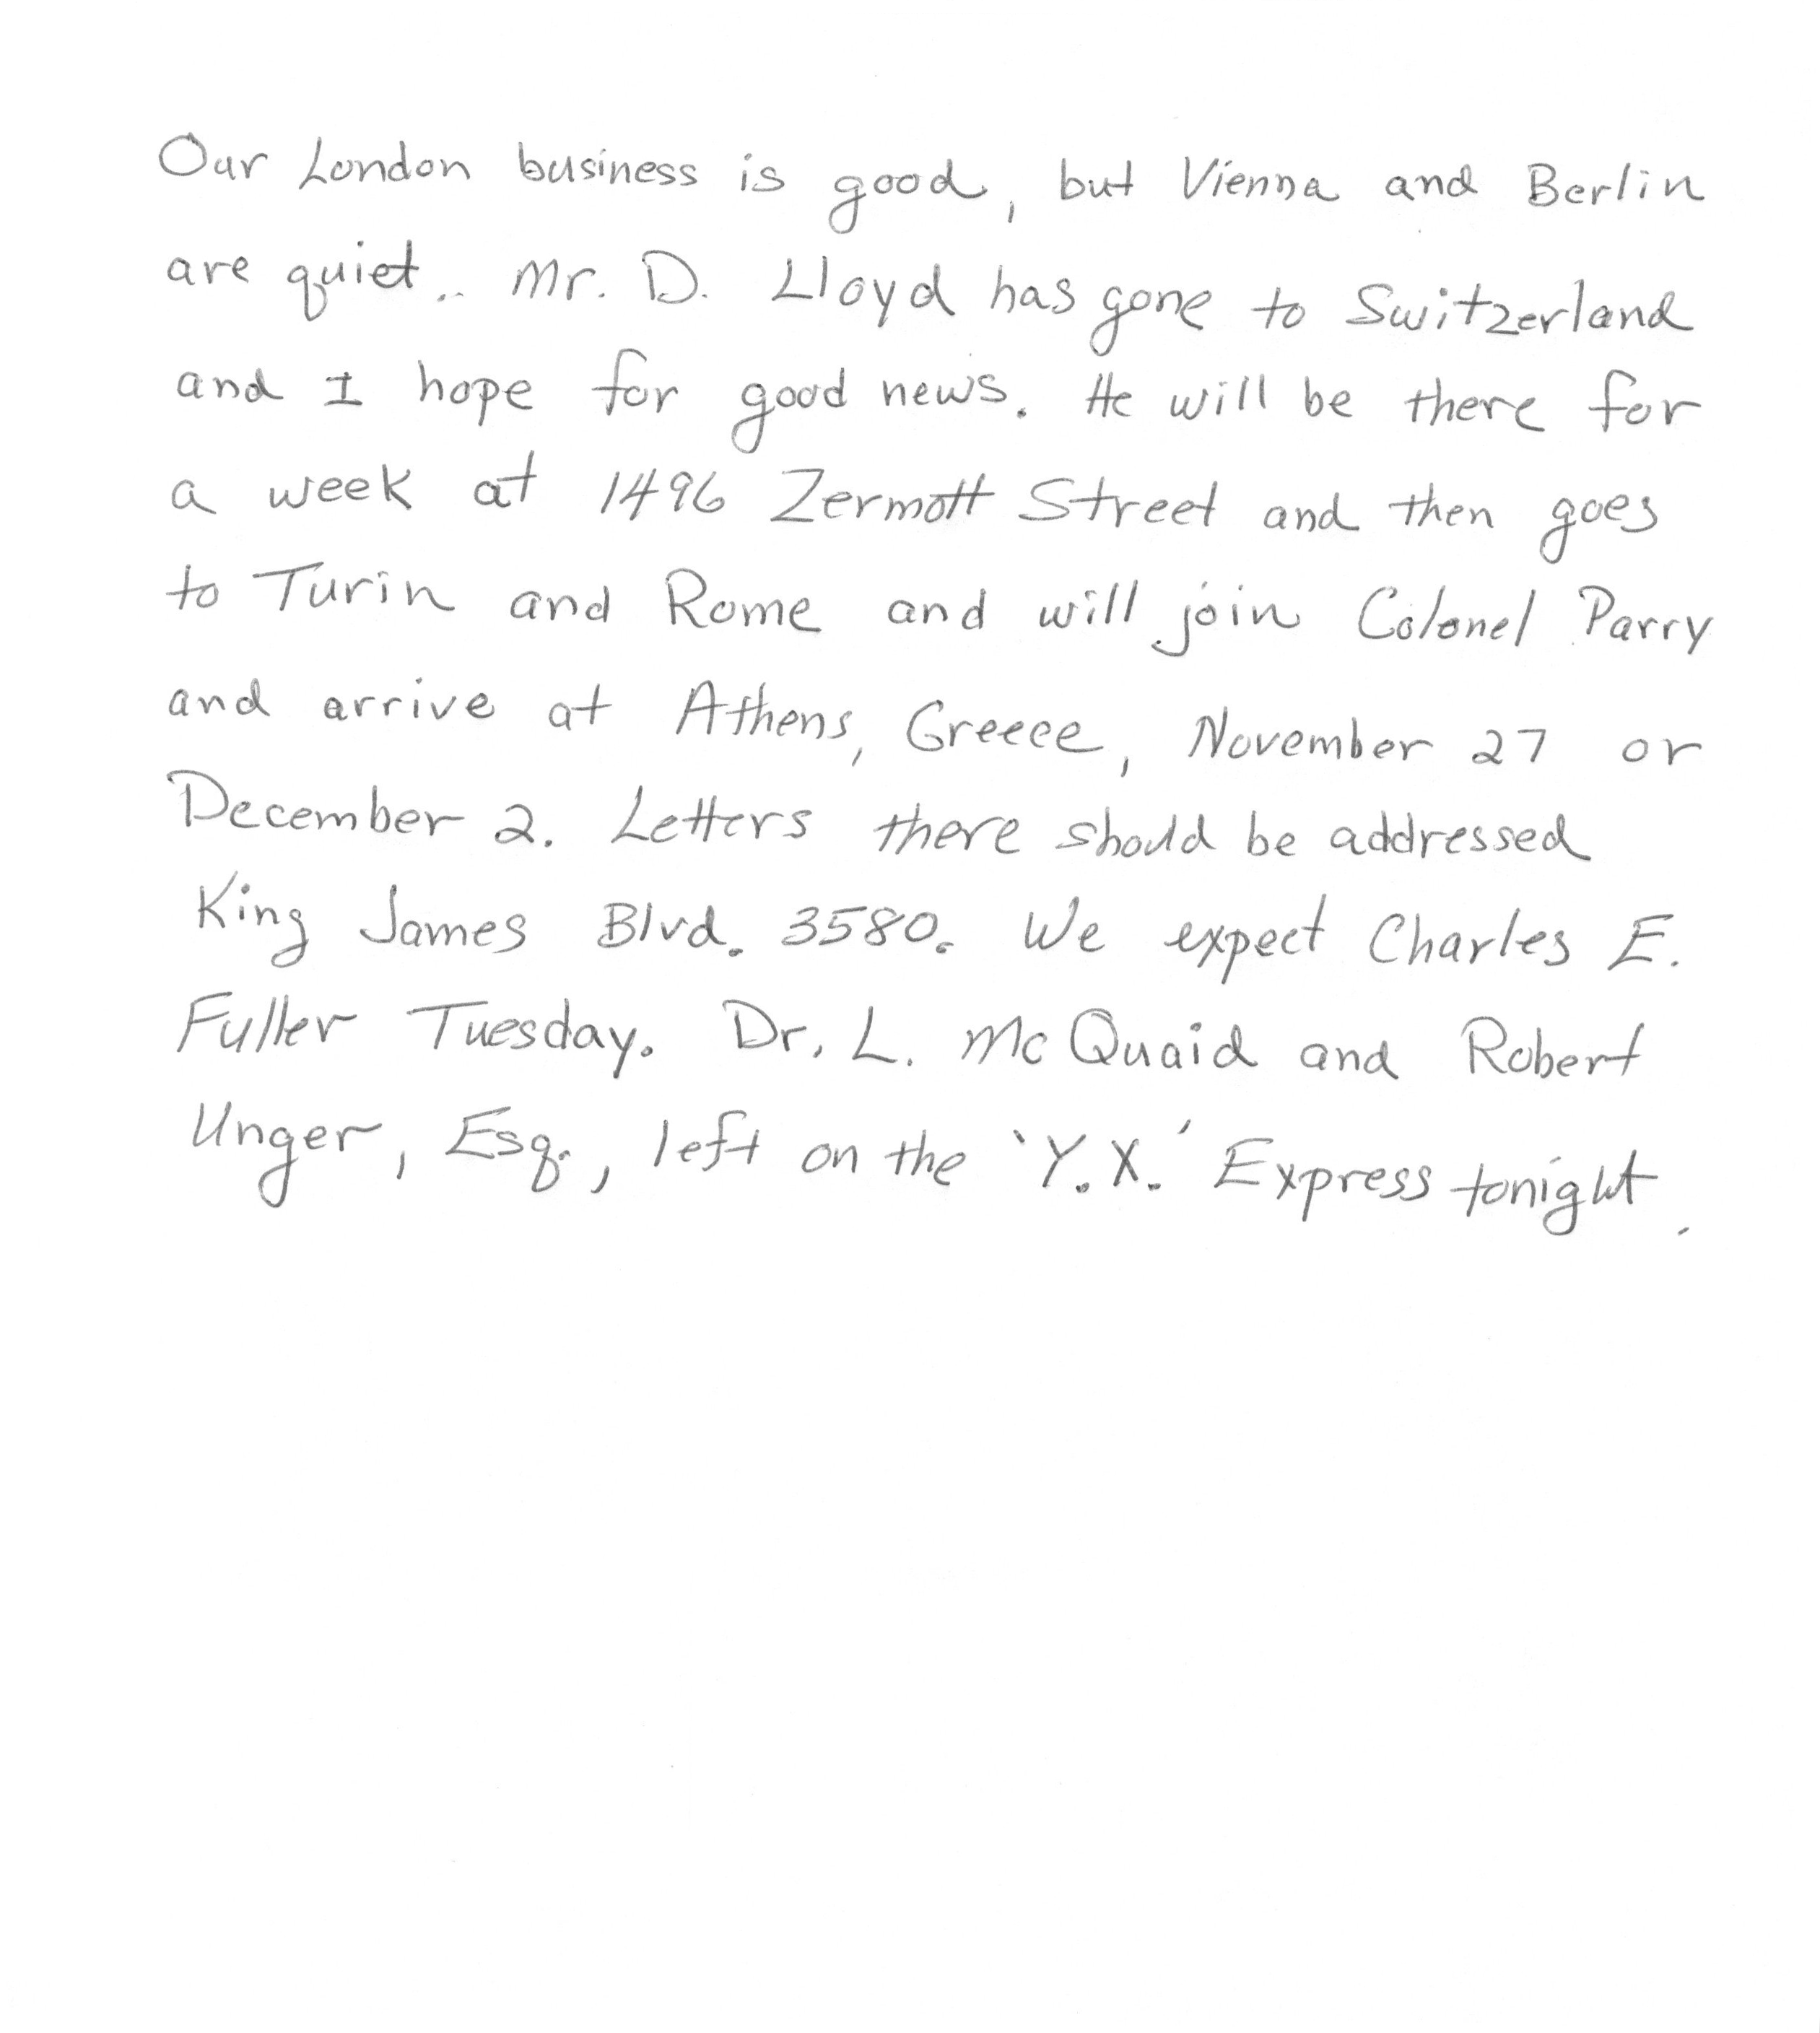 Our London business is good, but Vienna and Berlin
are quiet.. Mr. D. Lloyd has gone to Switzerland
and I hope for good news. He will be there for
a week at 1496 Zermott Street and then goes
to Turin and Rome and will join Colonel Parry
and arrive at Athens, Greece, November 27 or
December 2. Letters there should be addressed
King James Blvd. 3580. We expect Charles E.
Fuller Tuesday. Dr. L. McQuaid and Robert
Unger, Esq., left on the 'Y.X.' Express tonight.